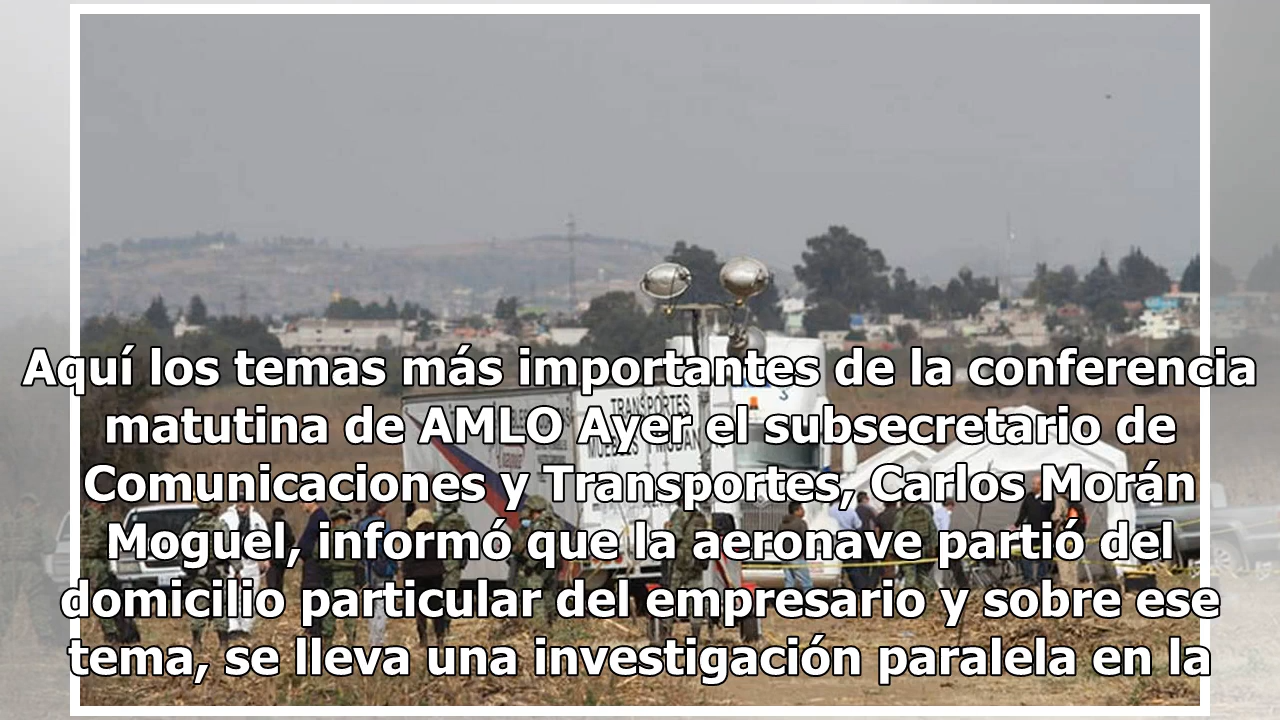 Aquí los temas más importantes de la conferencia
matutina de AMLO Ayer el subsecretario de
Comunicaciones y Transportes, Carlos Morán
Moguel, informó que la aeronave partió del
domicilio particular del empresario y sobre ese
tema, se lleva una investigación paralela en la
TRANSPORTES
3